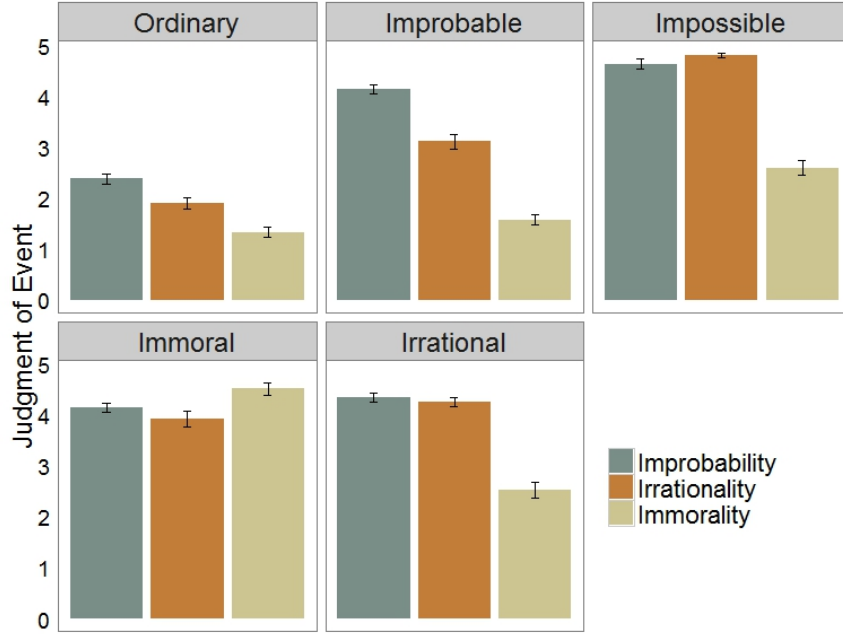 Ordinary
Improbable
Impossible
5
4
3
2
1
0
Judgment of Event
Immoral
Irrational
5
4
3
2
1
0
Improbability
Irrationality
Immorality